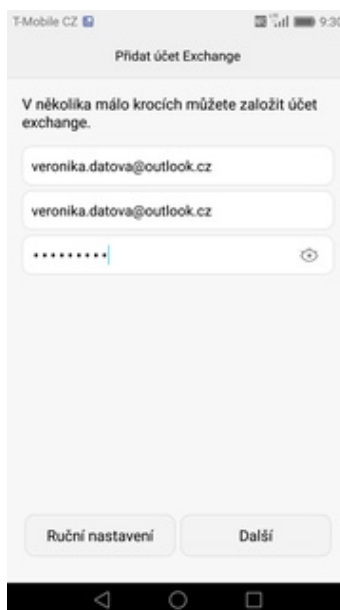 T-Mobile CZ 9:30
Přidat účet Exchange
V několika málo krocích můžete založit účet
exchange.
veronika.datova@outlook.cz
veronika.datova@outlook.cz
•••••••••
Ruční nastavení Další